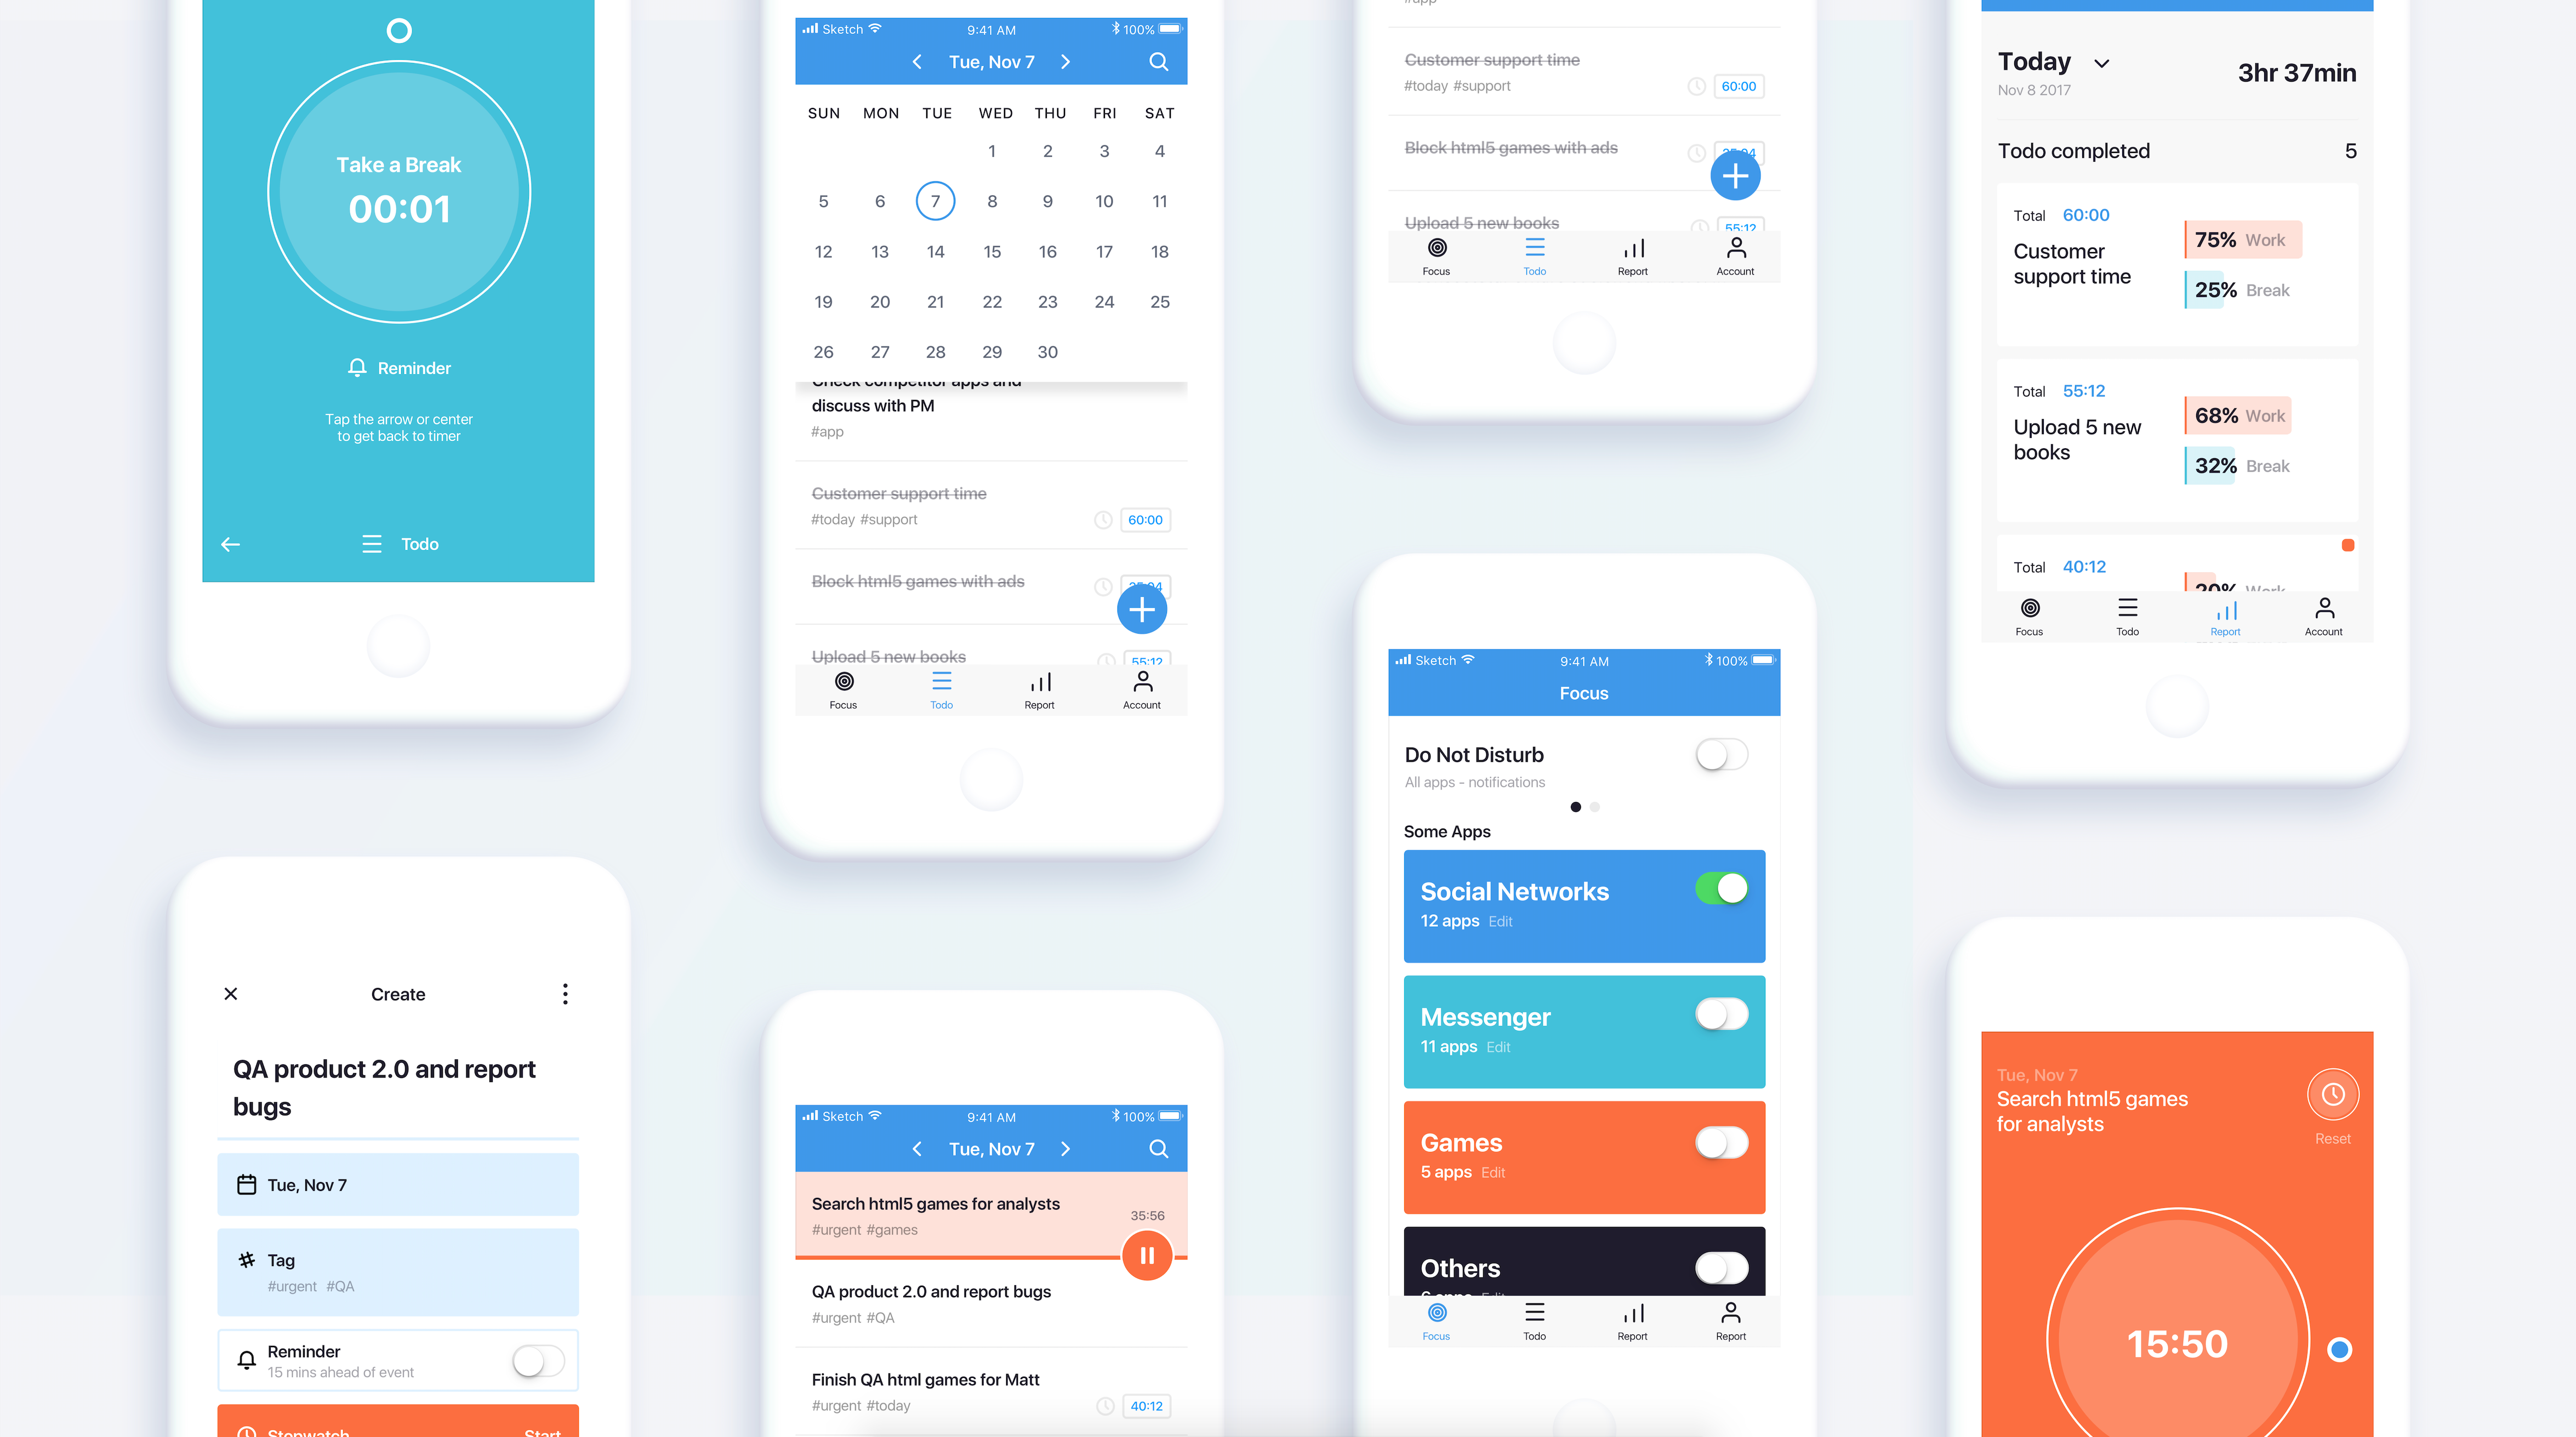 Take a Break
00:01
Reminder
Tap the arrow or center
to get back to timer
Todo
Create
QA product 2.0 and report
bugs
Tue, Nov 7
Tag
#urgent #QA
Reminder
15 mins ahead of event
Stopwatch Start
Sketch 9:41 AM 100%
Tue, Nov 7
SUN MON TUE WED THU FRI SAT
1 2 3 4
5 6 7 8 9 10 11
12 13 14 15 16 17 18
19 20 21 22 23 24 25
26 27 28 29 30
Check competitor apps and
discuss with PM
#app
Customer support time
#today #support
60:00
Block html5 games with ads
Upload 5 new books
55:12
Focus Todo Report Account
Sketch 9:41 AM 100%
Tue, Nov 7
Search html5 games for analysts
#urgent #games
35:56
QA product 2.0 and report bugs
#urgent #QA
Finish QA html games for Matt
#urgent #today
40:12
#app
Customer support time
#today #support
60:00
Block html5 games with ads
Upload 5 new books
55:12
Focus Todo Report Account
Sketch 9:41 AM 100%
Focus
Do Not Disturb
All apps - notifications
Some Apps
Social Networks
12 apps Edit
Messenger
11 apps Edit
Games
5 apps Edit
Others
6 apps Edit
Focus Todo Report Report
Today
Nov 8 2017
3hr 37min
Todo completed 5
Total 60:00
Customer
support time
75% Work
25% Break
Total 55:12
Upload 5 new
books
68% Work
32% Break
Total 40:12
20% Work
Focus Todo Report Account
Tue, Nov 7
Search html5 games
for analysts
Reset
15:50